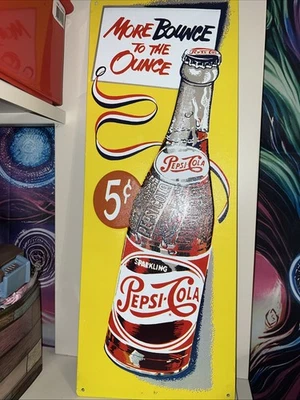 MORE BOUNCE
TO THE
OUNCE
PEPSI-COLA
5¢
SPARKLING
PEPSI-COLA